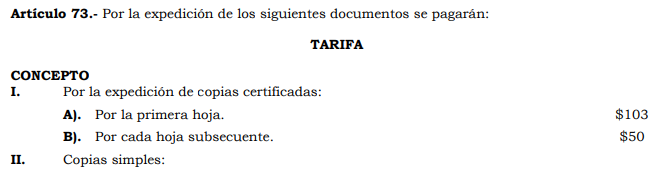 Artículo 73.- Por la expedición de los siguientes documentos se pagarán:
TARIFA
CONCEPTO
I. Por la expedición de copias certificadas:
A). Por la primera hoja. $103
B). Por cada hoja subsecuente. $50
II. Copias simples: